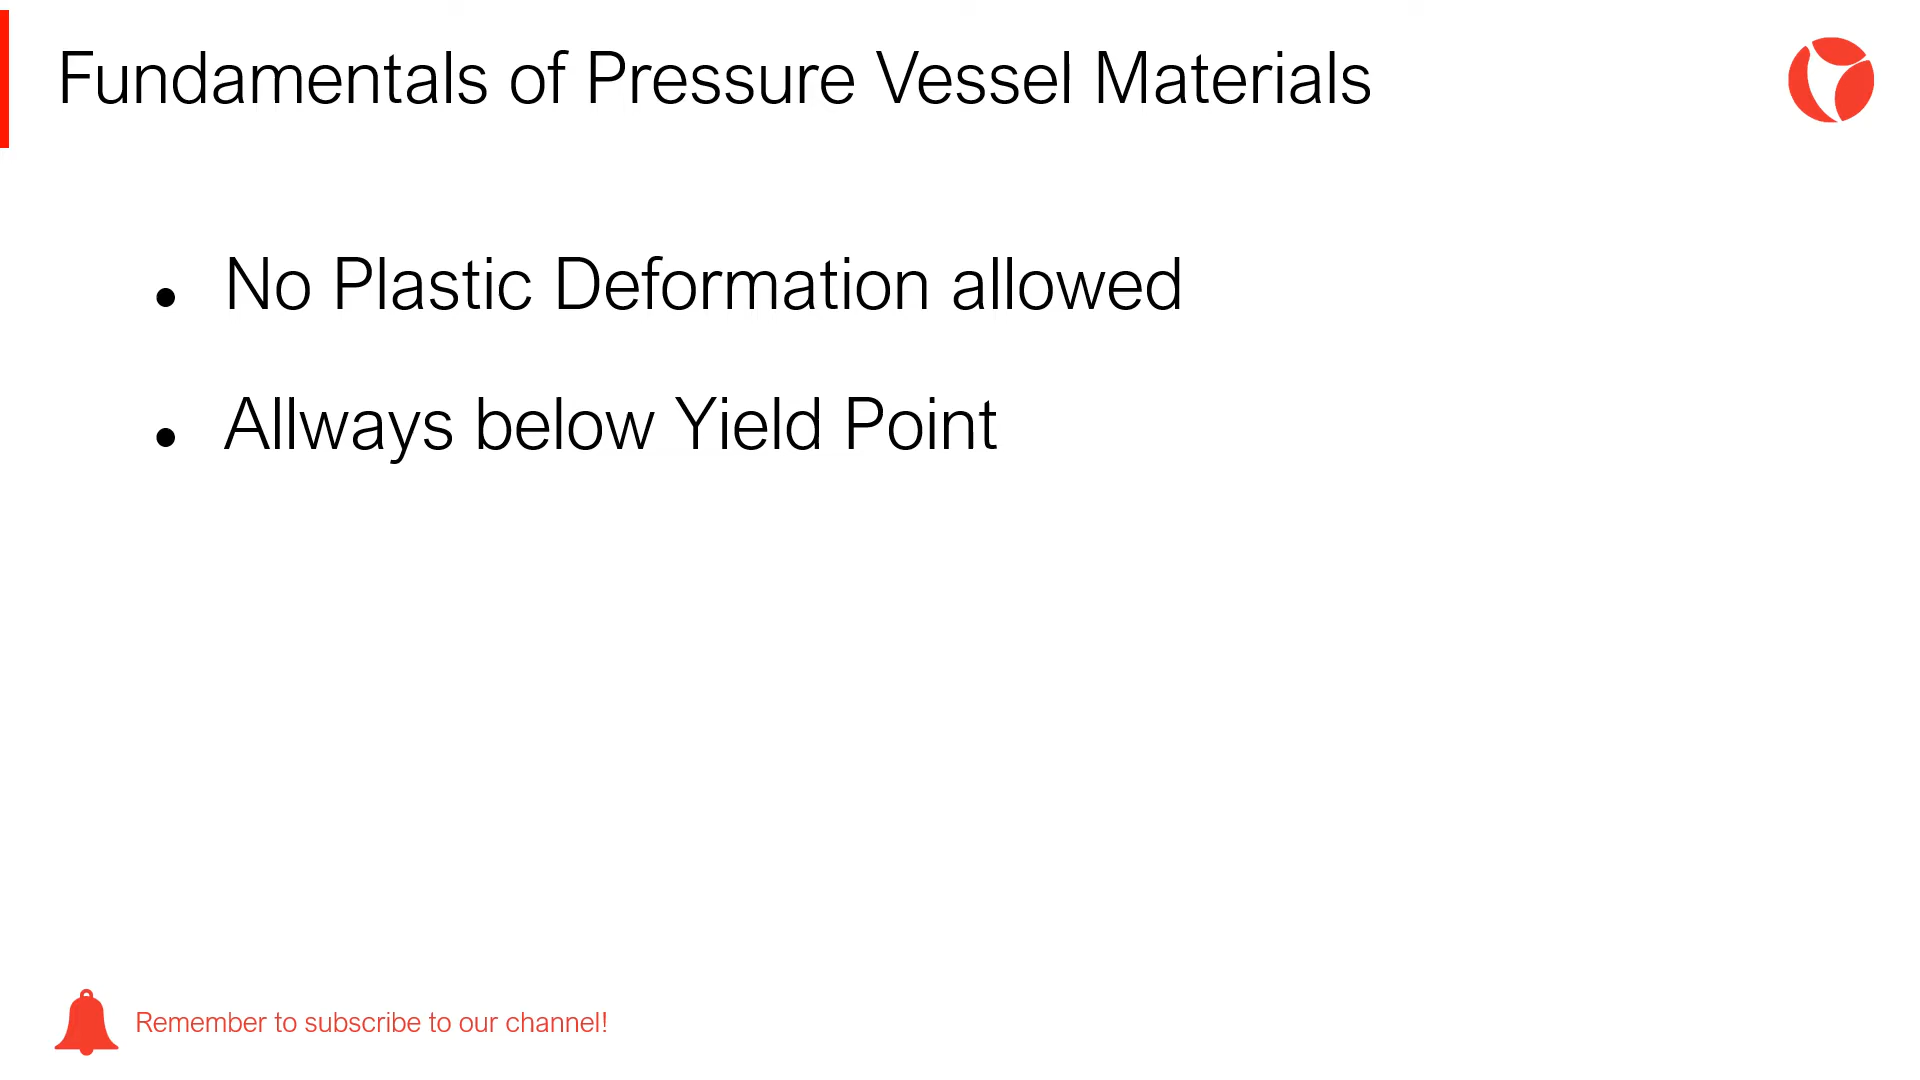 Fundamentals of Pressure Vessel Materials
• No Plastic Deformation allowed
• Allways below Yield Point
Remember to subscribe to our channel!